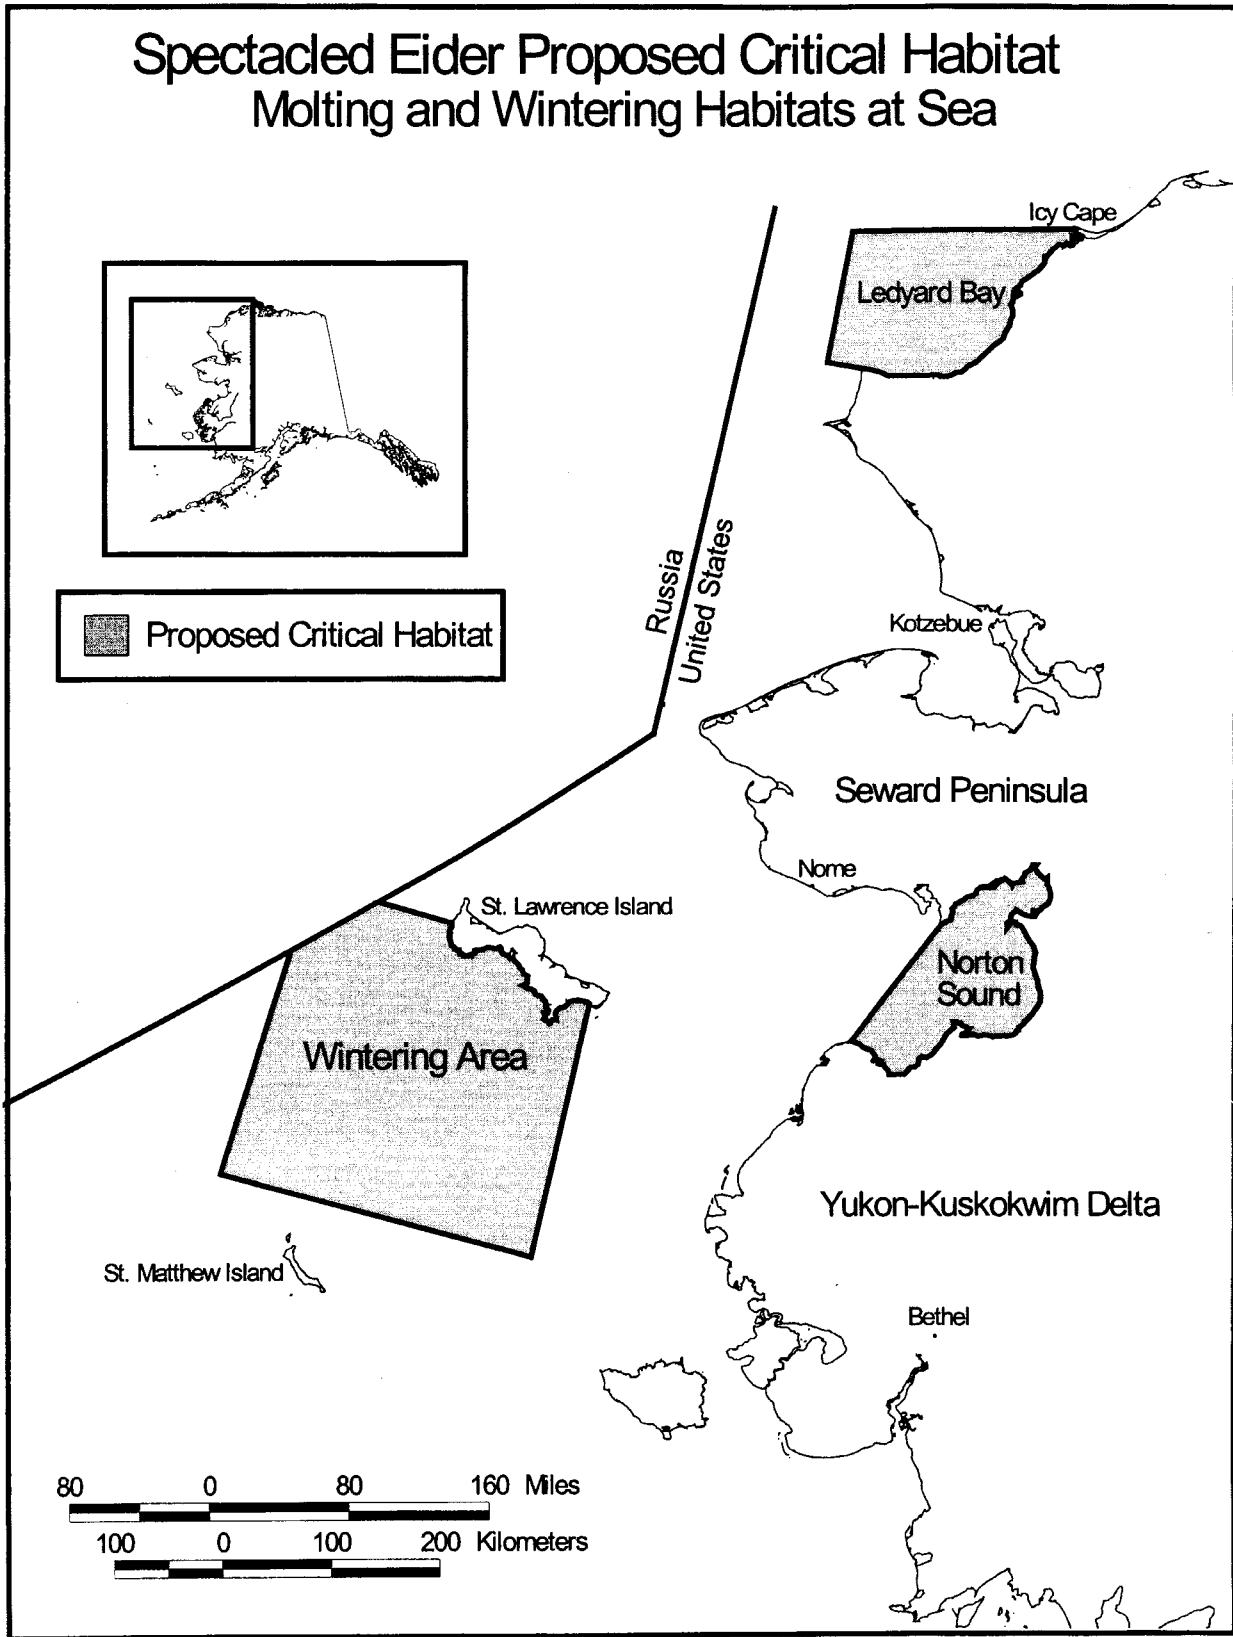 Spectacled Eider Proposed Critical Habitat
Molting and Wintering Habitats at Sea
Icy Cape
Ledyard Bay
Russia
United States
Proposed Critical Habitat
Kotzebue
Seward Peninsula
Nome
St. Lawrence Island
Norton
Sound
Wintering Area
Yukon-Kuskokwim Delta
St. Matthew Island
Bethel
80 0 80 160 Miles
100 0 100 200 Kilometers